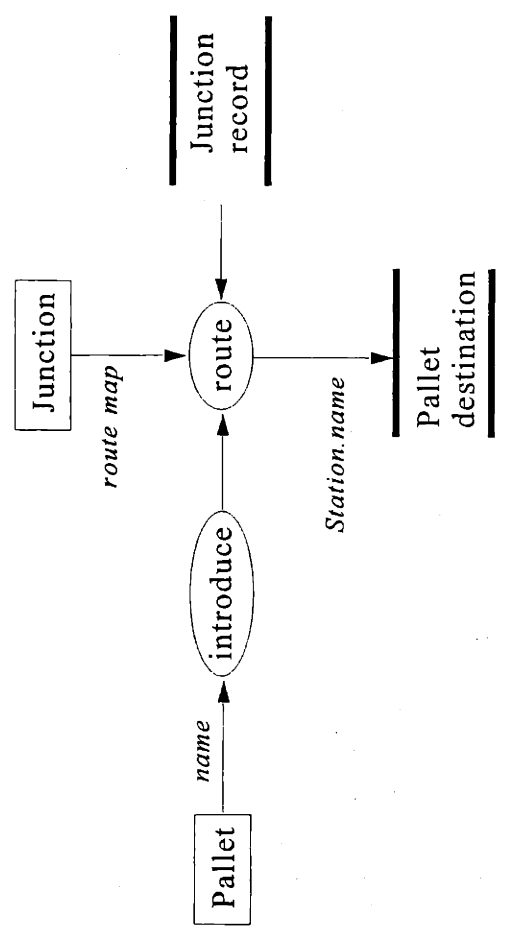 Junction
route map
Pallet
name
introduce
route
Junction
record
Station.name
Pallet
destination